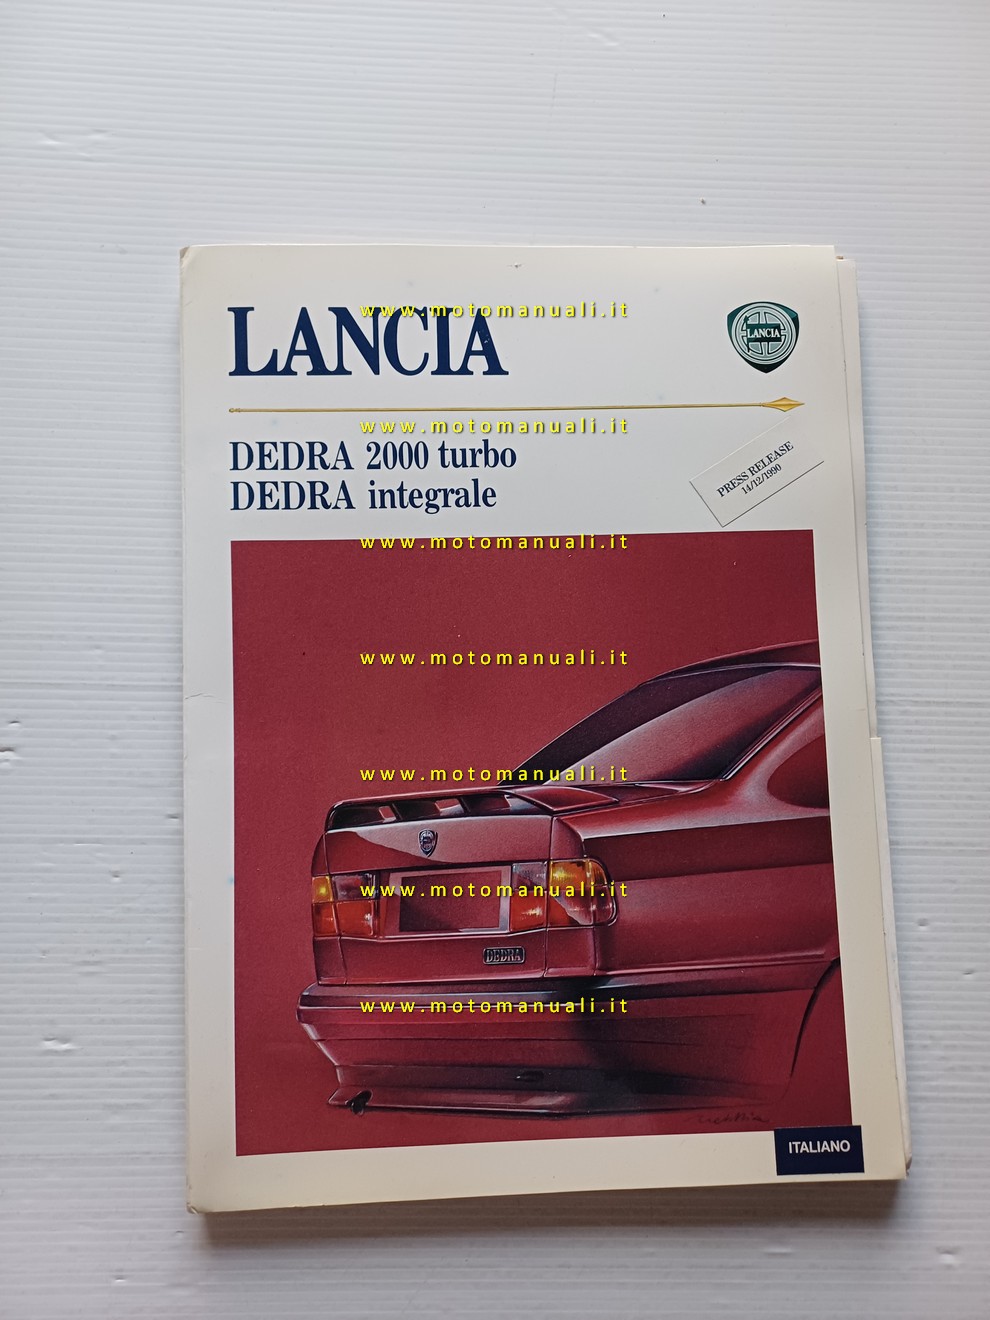 LANCIA
www.motomanuali.it
LANCIA
www.motomanuali.it
DEDRA 2000 turbo
DEDRA integrale
PRESS RELEASE
14/12/1990
www.motomanuali.it
www.motomanuali.it
www.motomanuali.it
www.motomanuali.it
DEDRA
www.motomanuali.it
ITALIANO